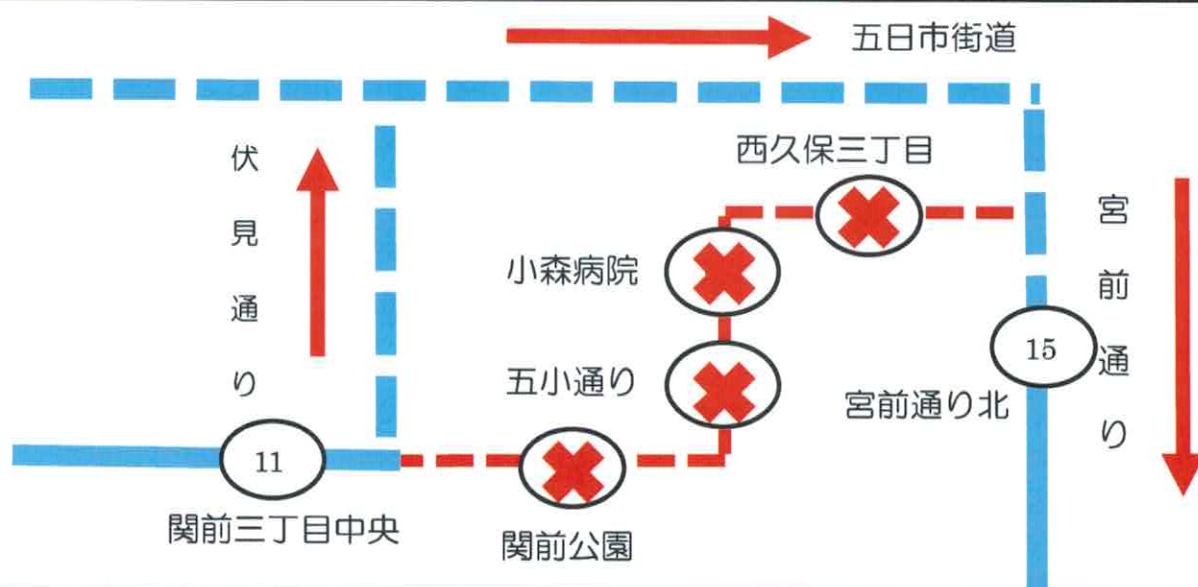 五日市街道
西久保三丁目
伏見通り
宮前通り
小森病院
15
五小通り
宮前通り北
11
関前三丁目中央
関前公園